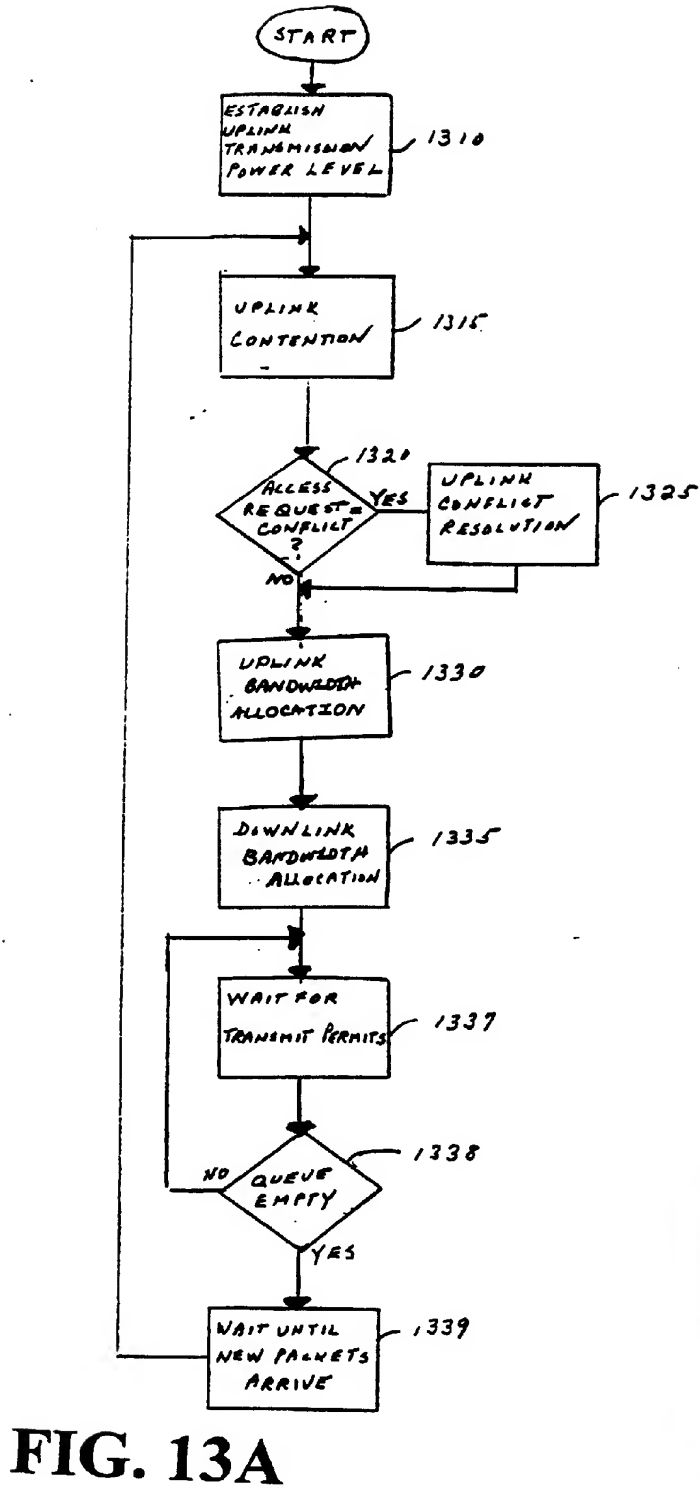 START
ESTABLISH
UPLINK
TRANSMISSION
POWER LEVEL
1310
UPLINK
CONTENTION
1315
1320
ACCESS
REQUEST =
CONFLICT
?
YES
NO
UPLINK
CONFLICT
RESOLUTION
1325
UPLINK
BANDWIDTH
ALLOCATION
1330
DOWNLINK
BANDWIDTH
ALLOCATION
1335
WAIT FOR
TRANSMIT PERMITS
1337
1338
NO
QUEUE
EMPTY
YES
WAIT UNTIL
NEW PACKETS
ARRIVE
1339
FIG. 13A